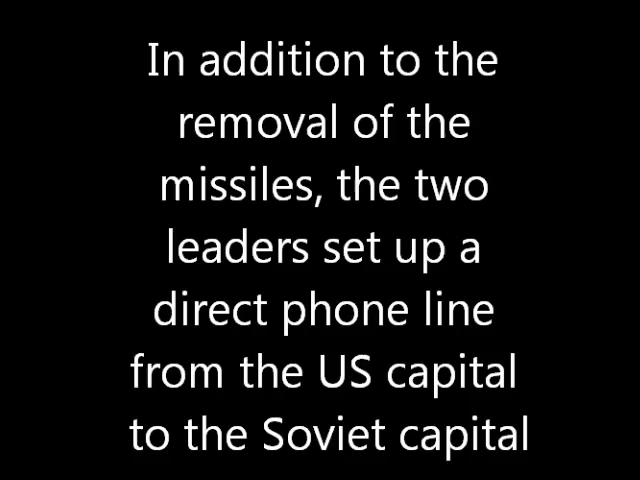 In addition to the
removal of the
missiles, the two
leaders set up a
direct phone line
from the US capital
to the Soviet capital